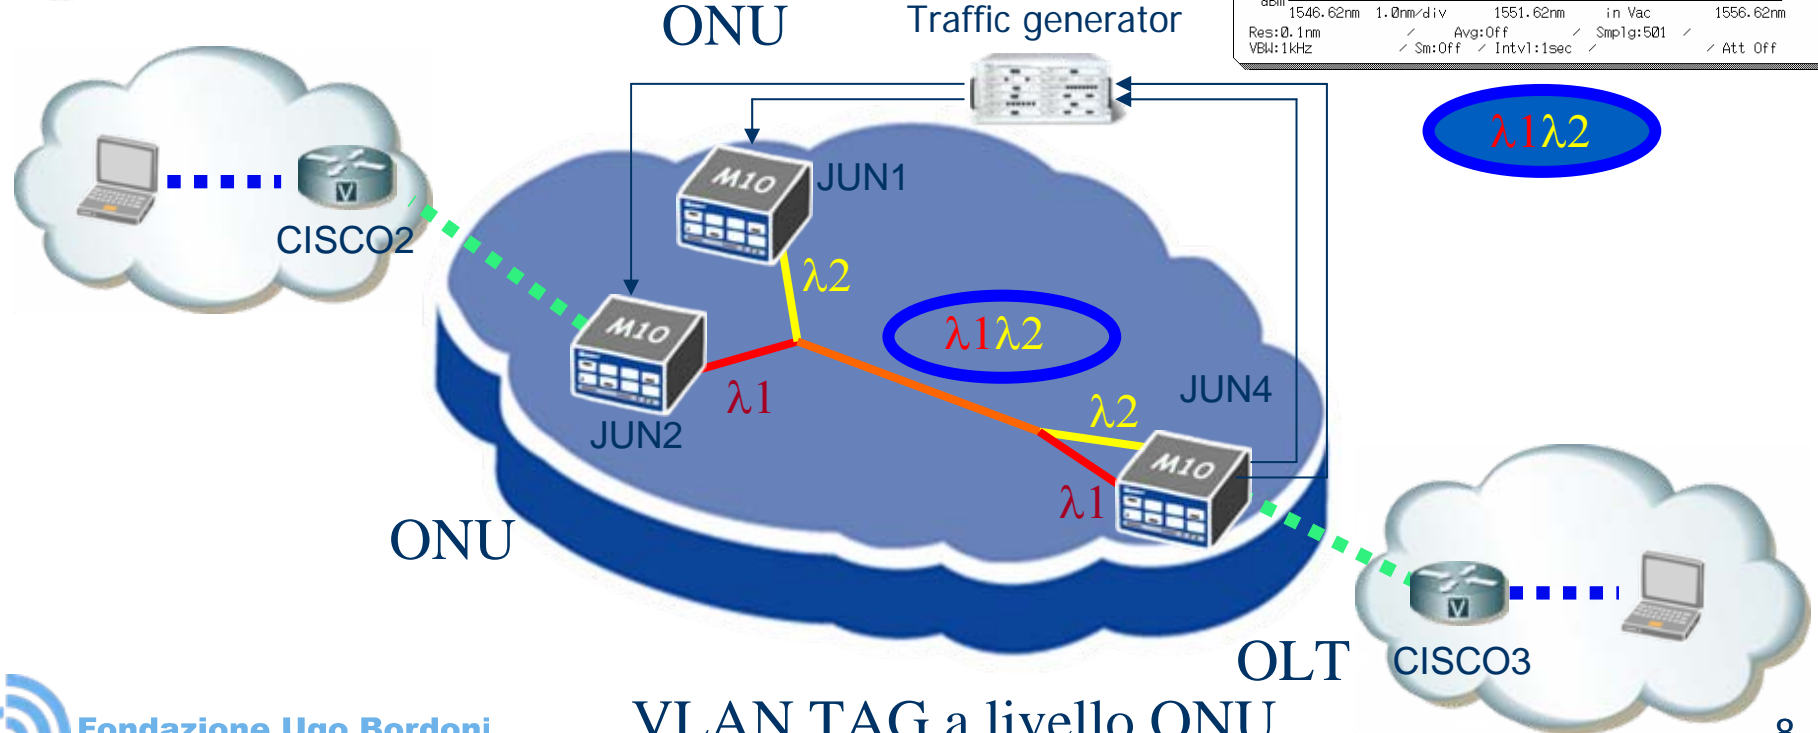 ONU
Traffic generator
dBm
1546.62nm 1.0nm/div 1551.62nm in Vac 1556.62nm
Res:0.1nm / Avg:Off / Smplg:501 /
VBW:1kHz / Sm:Off / Intvl:1sec / / Att Off
λ1λ2
M10
JUN1
V
CISCO2
λ2
M10
λ1λ2
JUN4
λ1
λ2
JUN2
M10
λ1
ONU
V
OLT
CISCO3
Fondazione Ugo Bordoni
VLAN TAG a livello ONU
8